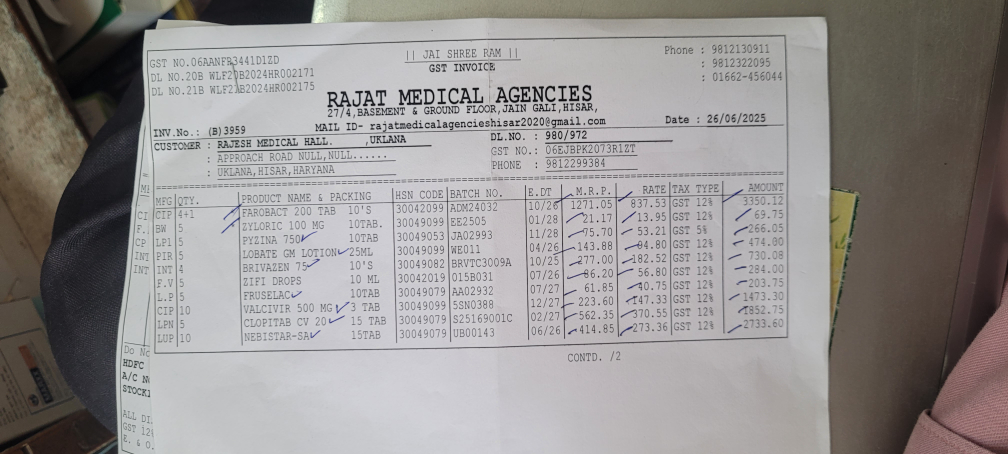 GST NO.06AANFB3441D1ZD
DL NO.20B WLF20B2024HR002171
DL NO.21B WLF21B2024HR002175
|| JAI SHREE RAM ||
GST INVOICE
Phone : 9812130911
: 9812322095
: 01662-456044
RAJAT MEDICAL AGENCIES
27/4,BASEMENT & GROUND FLOOR,JAIN GALI,HISAR,
MAIL ID- rajatmedicalagencieshisar2020@gmail.com
INV.No.: (B)3959
Date : 26/06/2025
CUSTOMER : RAJESH MEDICAL HALL. ,UKLANA
: APPROACH ROAD NULL,NULL......
: UKLANA,HISAR,HARYANA
DL.NO. : 980/972
GST NO.: 06EJBPK2073R1ZT
PHONE : 9812299384
MFG QTY. PRODUCT NAME & PACKING HSN CODE BATCH NO. E.DT M.R.P. RATE TAX TYPE AMOUNT
CIP 4+1 FAROBACT 200 TAB 10'S 30042099 ADM24032 10/26 1271.05 837.53 GST 12% 3350.12
BW 5 ZYLORIC 100 MG 10TAB. 30049099 EE2505 01/28 21.17 13.95 GST 5% 69.75
LPI 5 PYZINA 750 10TAB 30049053 JA02993 11/28 75.70 53.21 GST 12% 266.05
PIR 5 LOBATE GM LOTION 25ML 30049099 WE011 04/26 143.88 GST 12% 474.80
INT 4 BRIVAZEN 75 10'S 30049082 BRVTC3009A 10/25 277.00 182.52 GST 12% 730.08
F.V 5 ZIFI DROPS 10 ML 30042019 015B031 07/26 86.20 56.80 GST 12% 284.00
L.P 5 FRUSELAC 10TAB 30049079 AA02932 07/27 61.85 40.75 GST 12% 203.75
CIP 10 VALCIVIR 500 MG 3 TAB 30049099 5SN0388 12/27 223.60 147.33 GST 12% 1473.30
LPN 5 CLOPITAB CV 20 15 TAB 30049079 S25169001C 02/27 562.35 370.55 GST 12% 1852.75
LUP 10 NEBISTAR-SA 15TAB 30049079 UB00143 06/26 414.85 273.36 GST 12% 2733.60
CONTD. /2
HDFC
A/C
STOCK
ALL
GST
E. & O.